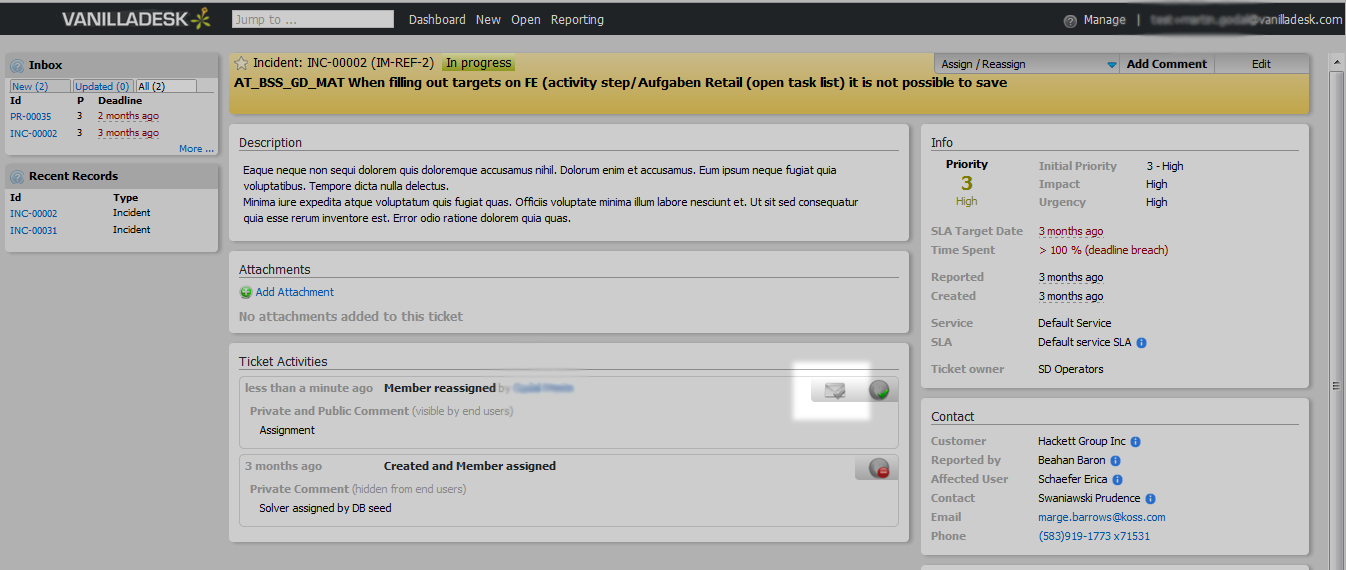 VANILLADESK
Jump to ...
Dashboard New Open Reporting
Manage | @vanilladesk.com
Inbox
New (2) Updated (0) All (2)
Id P Deadline
PR-00035 3 2 months ago
INC-00002 3 3 months ago
More ...
Recent Records
Id Type
INC-00002 Incident
INC-00031 Incident
Incident: INC-00002 (IM-REF-2) In progress
Assign / Reassign Add Comment Edit
AT_BSS_GD_MAT When filling out targets on FE (activity step/Aufgaben Retail (open task list) it is not possible to save
Description
Eaque neque non sequi dolorem quis doloremque accusamus nihil. Dolorum enim et accusamus. Eum ipsum neque fugiat quia
voluptatibus. Tempore dicta nulla delectus.
Minima iure expedita atque voluptatum quis fugiat quas. Officiis voluptate minima illum labore nesciunt et. Ut sit sed consequatur
quia esse rerum inventore est. Error odio ratione dolorem quia quas.
Attachments
Add Attachment
No attachments added to this ticket
Ticket Activities
less than a minute ago Member reassigned by
Private and Public Comment (visible by end users)
Assignment
3 months ago Created and Member assigned
Private Comment (hidden from end users)
Solver assigned by DB seed
Info
Priority
3
High
Initial Priority 3 - High
Impact High
Urgency High
SLA Target Date 3 months ago
Time Spent > 100 % (deadline breach)
Reported 3 months ago
Created 3 months ago
Service Default Service
SLA Default service SLA
Ticket owner SD Operators
Contact
Customer Hackett Group Inc
Reported by Beahan Baron
Affected User Schaefer Erica
Contact Swaniawski Prudence
Email marge.barrows@koss.com
Phone (583)919-1773 x71531